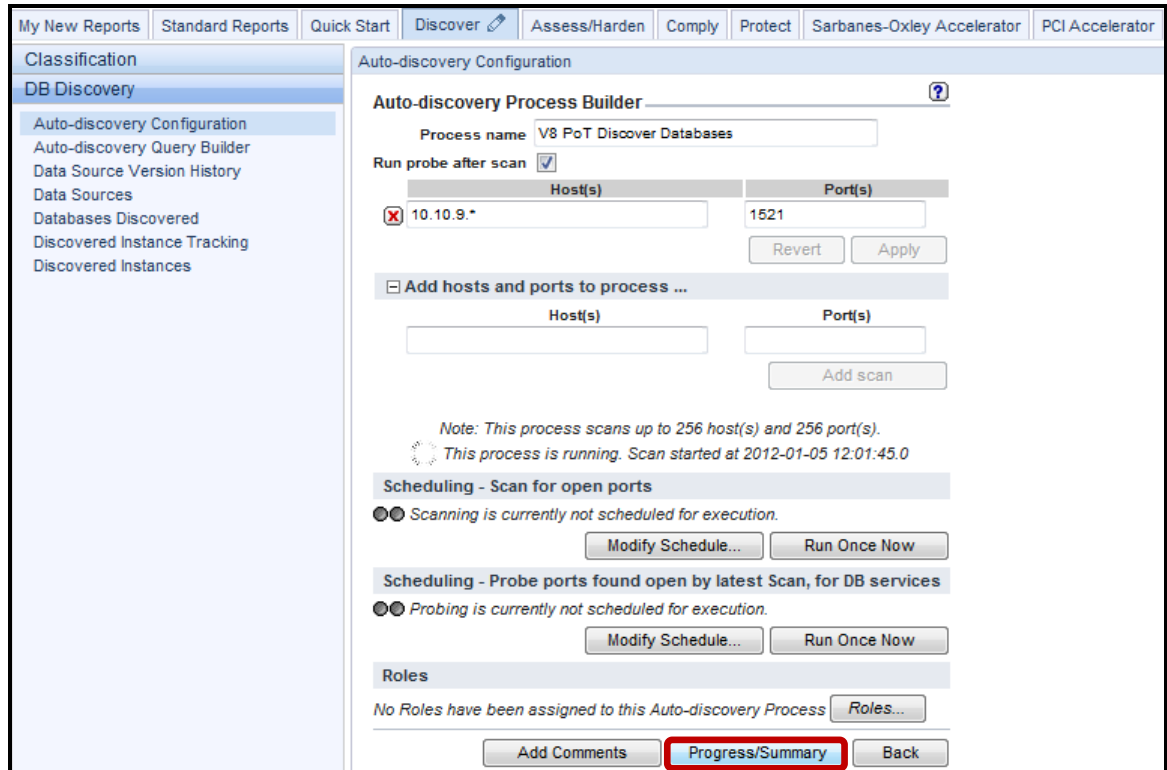 My New Reports Standard Reports Quick Start Discover Assess/Harden Comply Protect Sarbanes-Oxley Accelerator PCI Accelerator
Classification
DB Discovery
Auto-discovery Configuration
Auto-discovery Query Builder
Data Source Version History
Data Sources
Databases Discovered
Discovered Instance Tracking
Discovered Instances
Auto-discovery Configuration
Auto-discovery Process Builder ?
Process name V8 PoT Discover Databases
Run probe after scan
Host(s) Port(s)
10.10.9.* 1521
Revert Apply
Add hosts and ports to process ...
Host(s) Port(s)
Add scan
Note: This process scans up to 256 host(s) and 256 port(s).
This process is running. Scan started at 2012-01-05 12:01:45.0
Scheduling - Scan for open ports
Scanning is currently not scheduled for execution.
Modify Schedule... Run Once Now
Scheduling - Probe ports found open by latest Scan, for DB services
Probing is currently not scheduled for execution.
Modify Schedule... Run Once Now
Roles
No Roles have been assigned to this Auto-discovery Process Roles...
Add Comments Progress/Summary Back